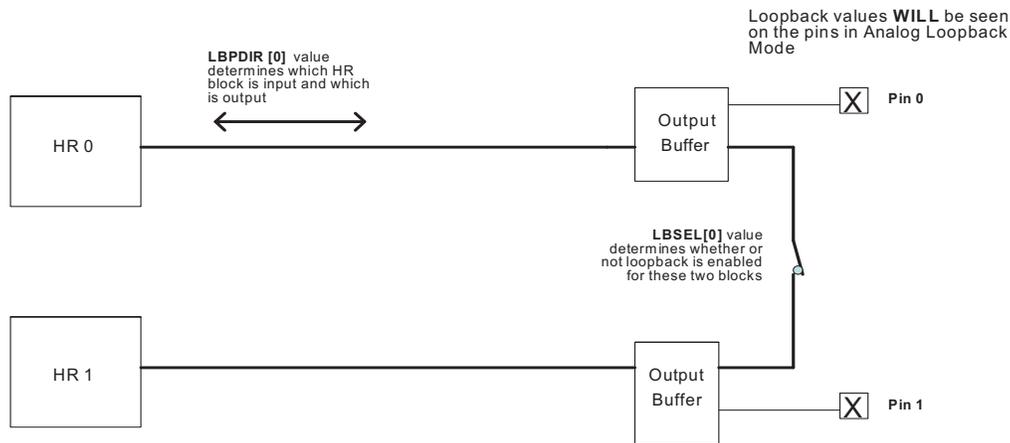 Loopback values WILL be seen
on the pins in Analog Loopback
Mode
LBPDIR [0] value
determines which HR
block is input and which
is output
HR 0
Output
Buffer
X
Pin 0
LBSEL[0] value
determines whether or
not loopback is enabled
for these two blocks
HR 1
Output
Buffer
X
Pin 1